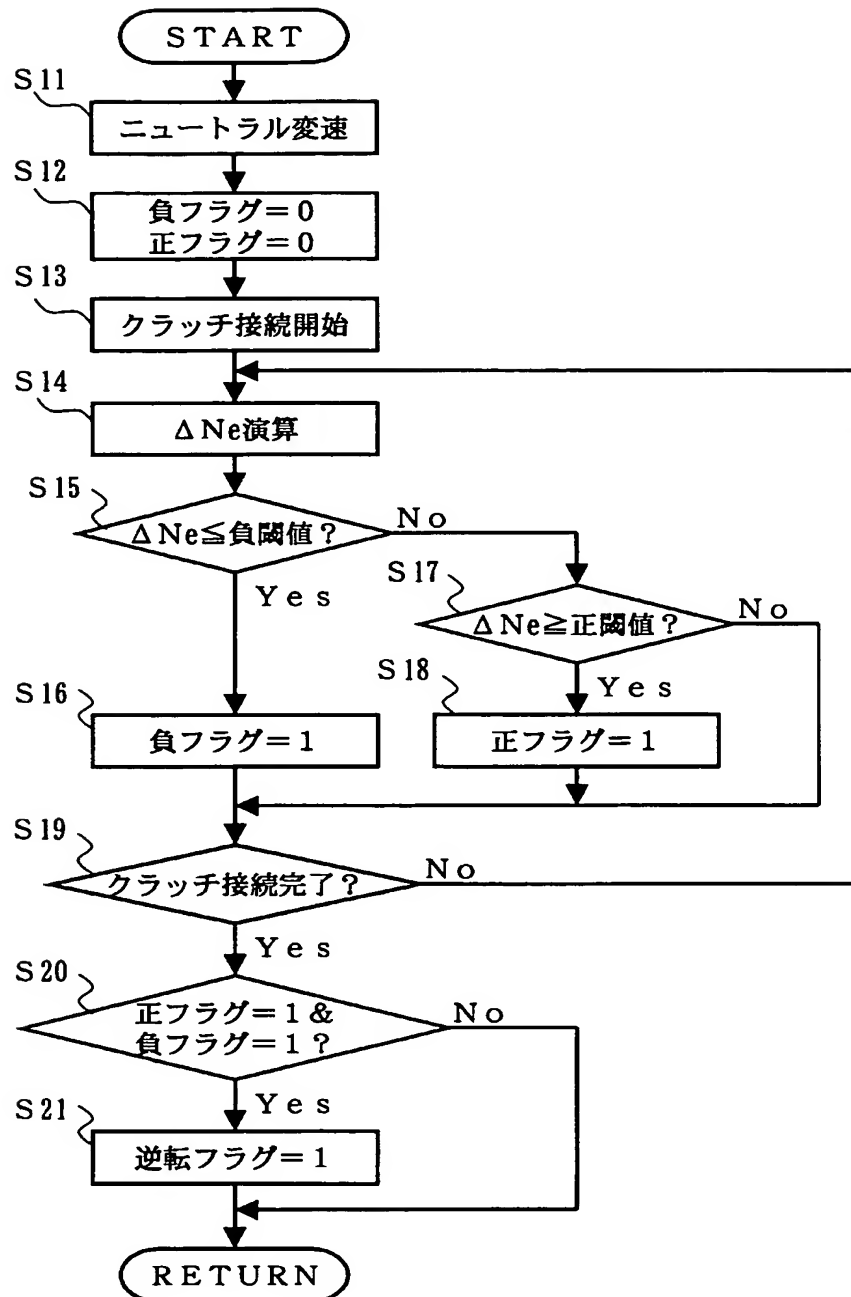 START
S11
ニュートラル変速
S12
負フラグ＝0
正フラグ＝0
S13
クラッチ接続開始
S14
ΔNe演算
S15
ΔNe≦負閾値？
No
Yes
S17
ΔNe≧正閾値？
No
Yes
S16
負フラグ＝1
S18
正フラグ＝1
S19
クラッチ接続完了？
No
Yes
S20
正フラグ＝1＆
負フラグ＝1？
No
Yes
S21
逆転フラグ＝1
RETURN